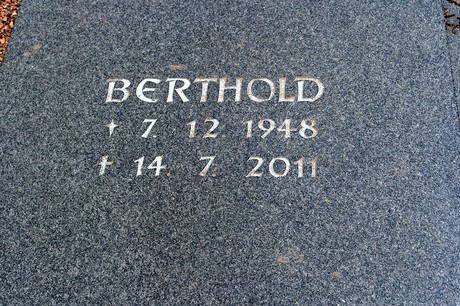 BERTHOLD
† 7. 12. 1948
† 14. 7. 2011